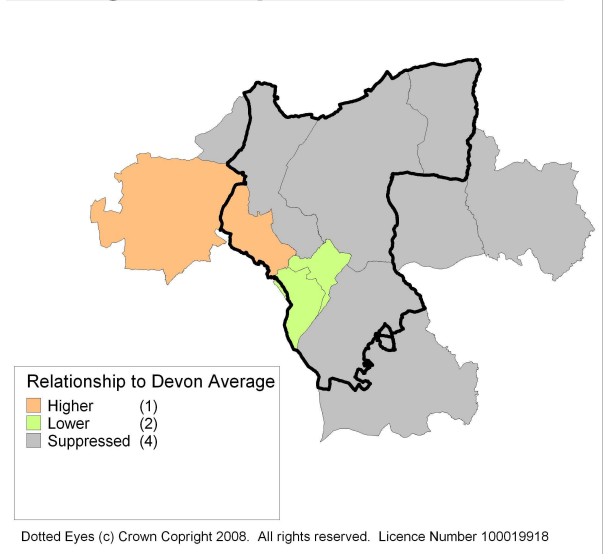 Relationship to Devon Average
Higher (1)
Lower (2)
Suppressed (4)
Dotted Eyes (c) Crown Copright 2008. All rights reserved. Licence Number 100019918